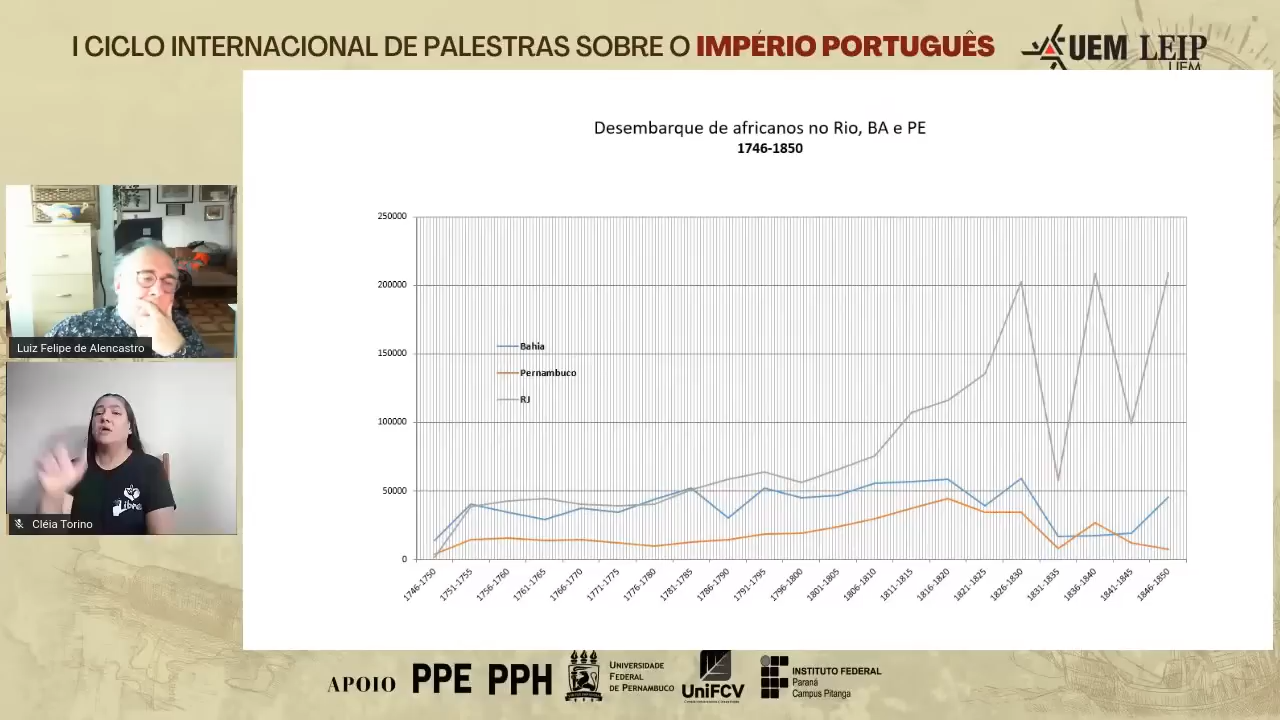 I CICLO INTERNACIONAL DE PALESTRAS SOBRE O IMPÉRIO PORTUGUÊS
UEM LEIP
UEM
Desembarque de africanos no Rio, BA e PE
1746-1850
250000
200000
150000
100000
50000
0
Bahia
Pernambuco
RJ
1746-1750
1751-1755
1756-1760
1761-1765
1766-1770
1771-1775
1776-1780
1781-1785
1786-1790
1791-1795
1796-1800
1801-1805
1806-1810
1811-1815
1816-1820
1821-1825
1826-1830
1831-1835
1836-1840
1841-1845
1846-1850
Luiz Felipe de Alencastro
Libras
Cléia Torino
APOIO PPE PPH
UNIVERSIDADE
FEDERAL
DE PERNAMBUCO
UniFCV
INSTITUTO FEDERAL
Paraná
Campus Pitanga